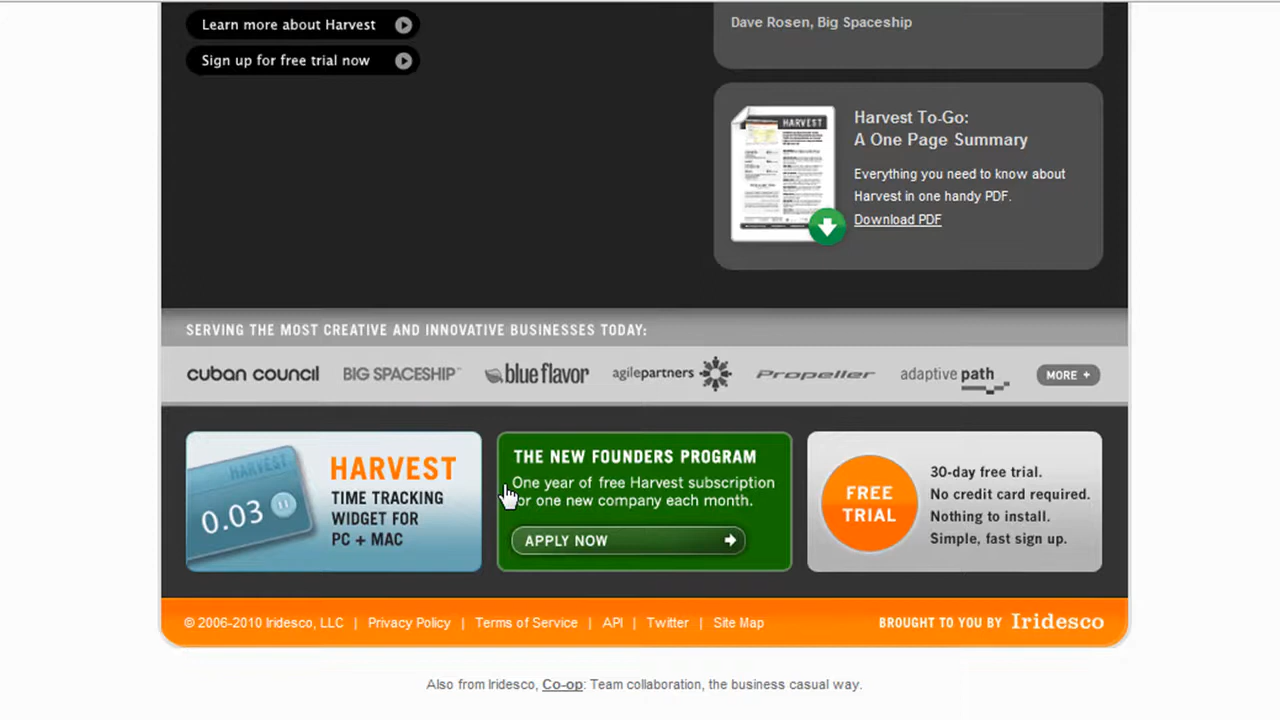 Learn more about Harvest
Sign up for free trial now
Dave Rosen, Big Spaceship
HARVEST
Harvest To-Go:
A One Page Summary
Everything you need to know about
Harvest in one handy PDF.
Download PDF
SERVING THE MOST CREATIVE AND INNOVATIVE BUSINESSES TODAY:
cuban council
BIG SPACESHIP
blue flavor
agilepartners
Propeller
adaptive path
MORE +
HARVEST
0.03
HARVEST
TIME TRACKING
WIDGET FOR
PC + MAC
THE NEW FOUNDERS PROGRAM
One year of free Harvest subscription
for one new company each month.
APPLY NOW
FREE
TRIAL
30-day free trial.
No credit card required.
Nothing to install.
Simple, fast sign up.
© 2006-2010 Iridesco, LLC | Privacy Policy | Terms of Service | API | Twitter | Site Map
BROUGHT TO YOU BY Iridesco
Also from Iridesco, Co-op: Team collaboration, the business casual way.